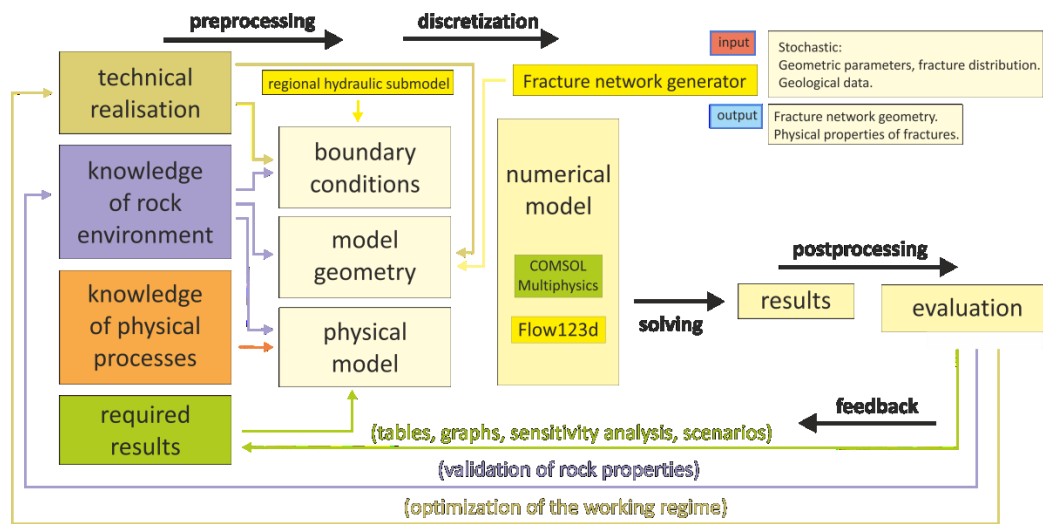 preprocessing
discretization
technical
realisation
regional hydraulic submodel
Fracture network generator
input
Stochastic:
Geometric parameters, fracture distribution.
Geological data.
output
Fracture network geometry.
Physical properties of fractures.
knowledge
of rock
environment
boundary
conditions
numerical
model
model
geometry
COMSOL
Multiphysics
Flow123d
postprocessing
solving
results
evaluation
knowledge
of physical
processes
physical
model
required
results
feedback
(tables, graphs, sensitivity analysis, scenarios)
(validation of rock properties)
(optimization of the working regime)